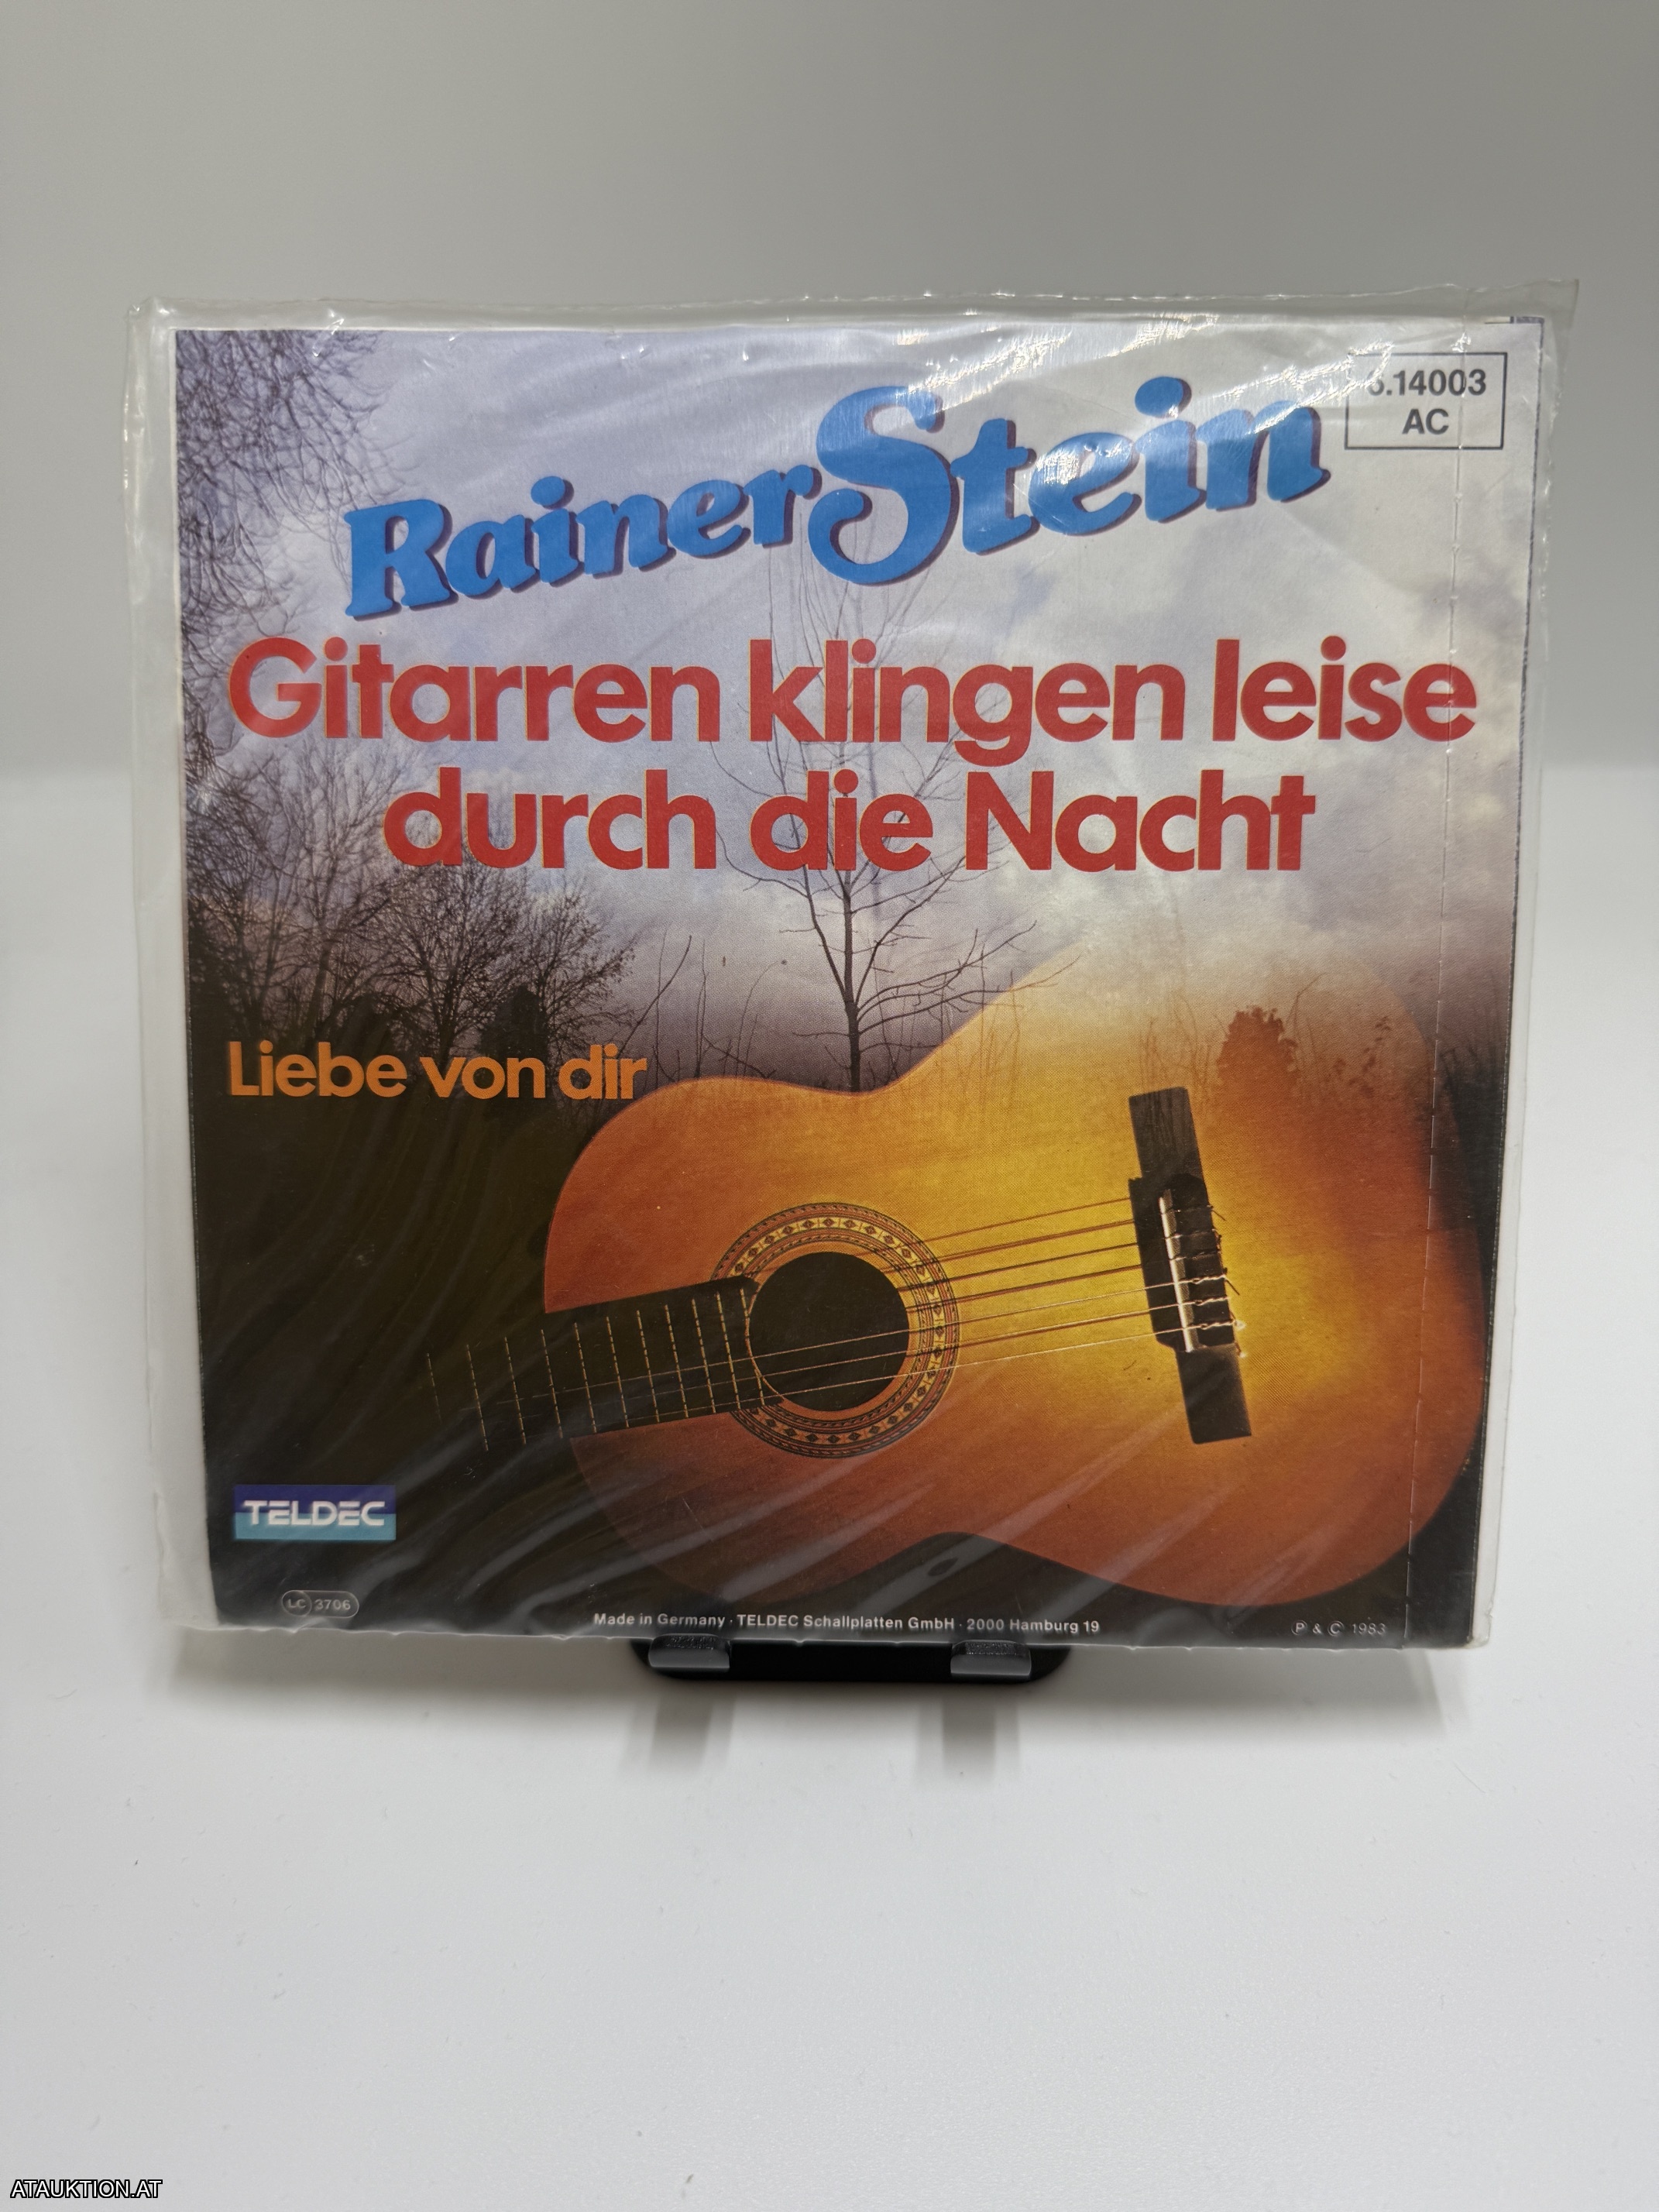 6.14003
AC
Rainer Stein
Gitarren klingen leise
durch die Nacht
Liebe von dir
TELDEC
LC 3706
Made in Germany · TELDEC Schallplatten GmbH · 2000 Hamburg 19
Ⓟ & © 1983
ATAUKTION.AT